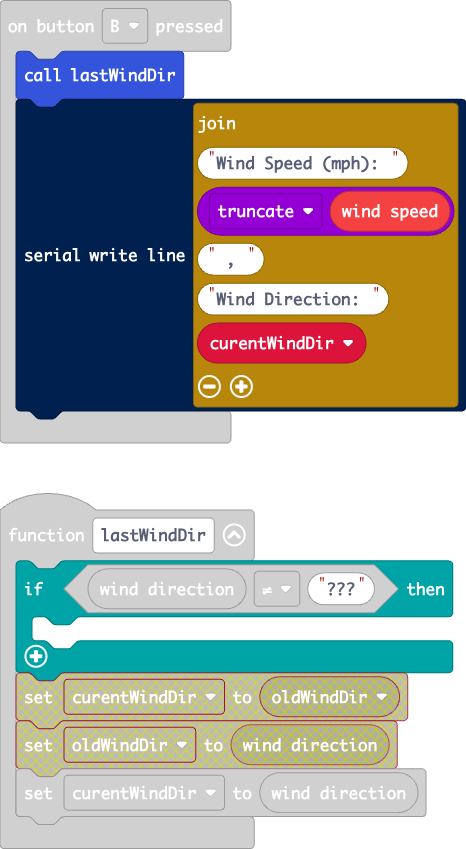 on button B pressed
call lastWindDir
join
"Wind Speed (mph): "
truncate wind speed
serial write line
" , "
"Wind Direction: "
curentWindDir
function lastWindDir
if wind direction ≠ "???" then
set curentWindDir to oldWindDir
set oldWindDir to wind direction
set curentWindDir to wind direction